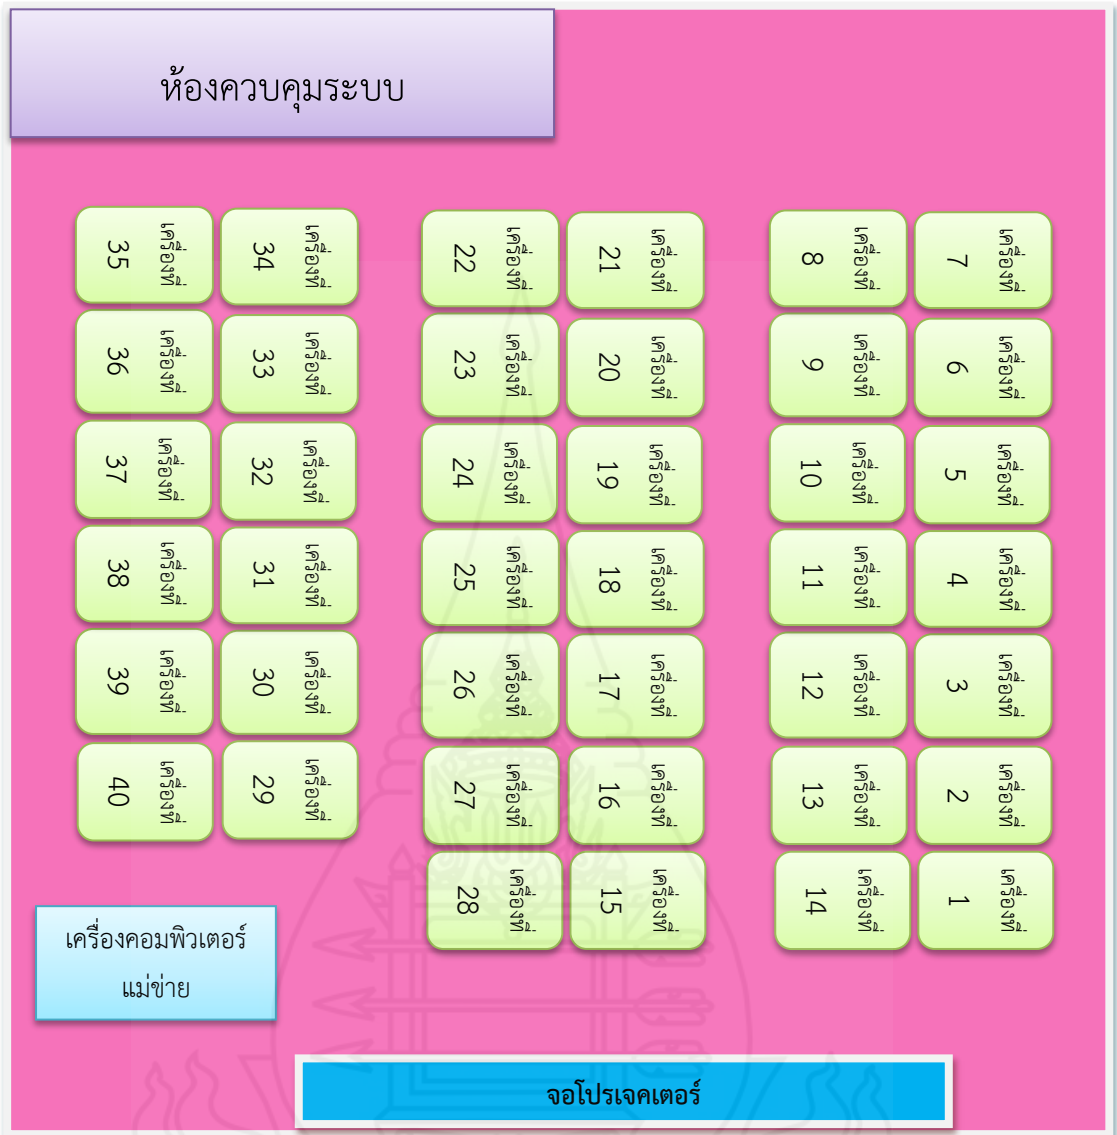 ห้องควบคุมระบบ
เครื่องที่
35
เครื่องที่
34
เครื่องที่
22
เครื่องที่
21
เครื่องที่
8
เครื่องที่
7
เครื่องที่
36
เครื่องที่
33
เครื่องที่
23
เครื่องที่
20
เครื่องที่
9
เครื่องที่
6
เครื่องที่
37
เครื่องที่
32
เครื่องที่
24
เครื่องที่
19
เครื่องที่
10
เครื่องที่
5
เครื่องที่
38
เครื่องที่
31
เครื่องที่
25
เครื่องที่
18
เครื่องที่
11
เครื่องที่
4
เครื่องที่
39
เครื่องที่
30
เครื่องที่
26
เครื่องที่
17
เครื่องที่
12
เครื่องที่
3
เครื่องที่
40
เครื่องที่
29
เครื่องที่
27
เครื่องที่
16
เครื่องที่
13
เครื่องที่
2
เครื่องที่
28
เครื่องที่
15
เครื่องที่
14
เครื่องที่
1
เครื่องคอมพิวเตอร์
แม่ข่าย
จอโปรเจคเตอร์